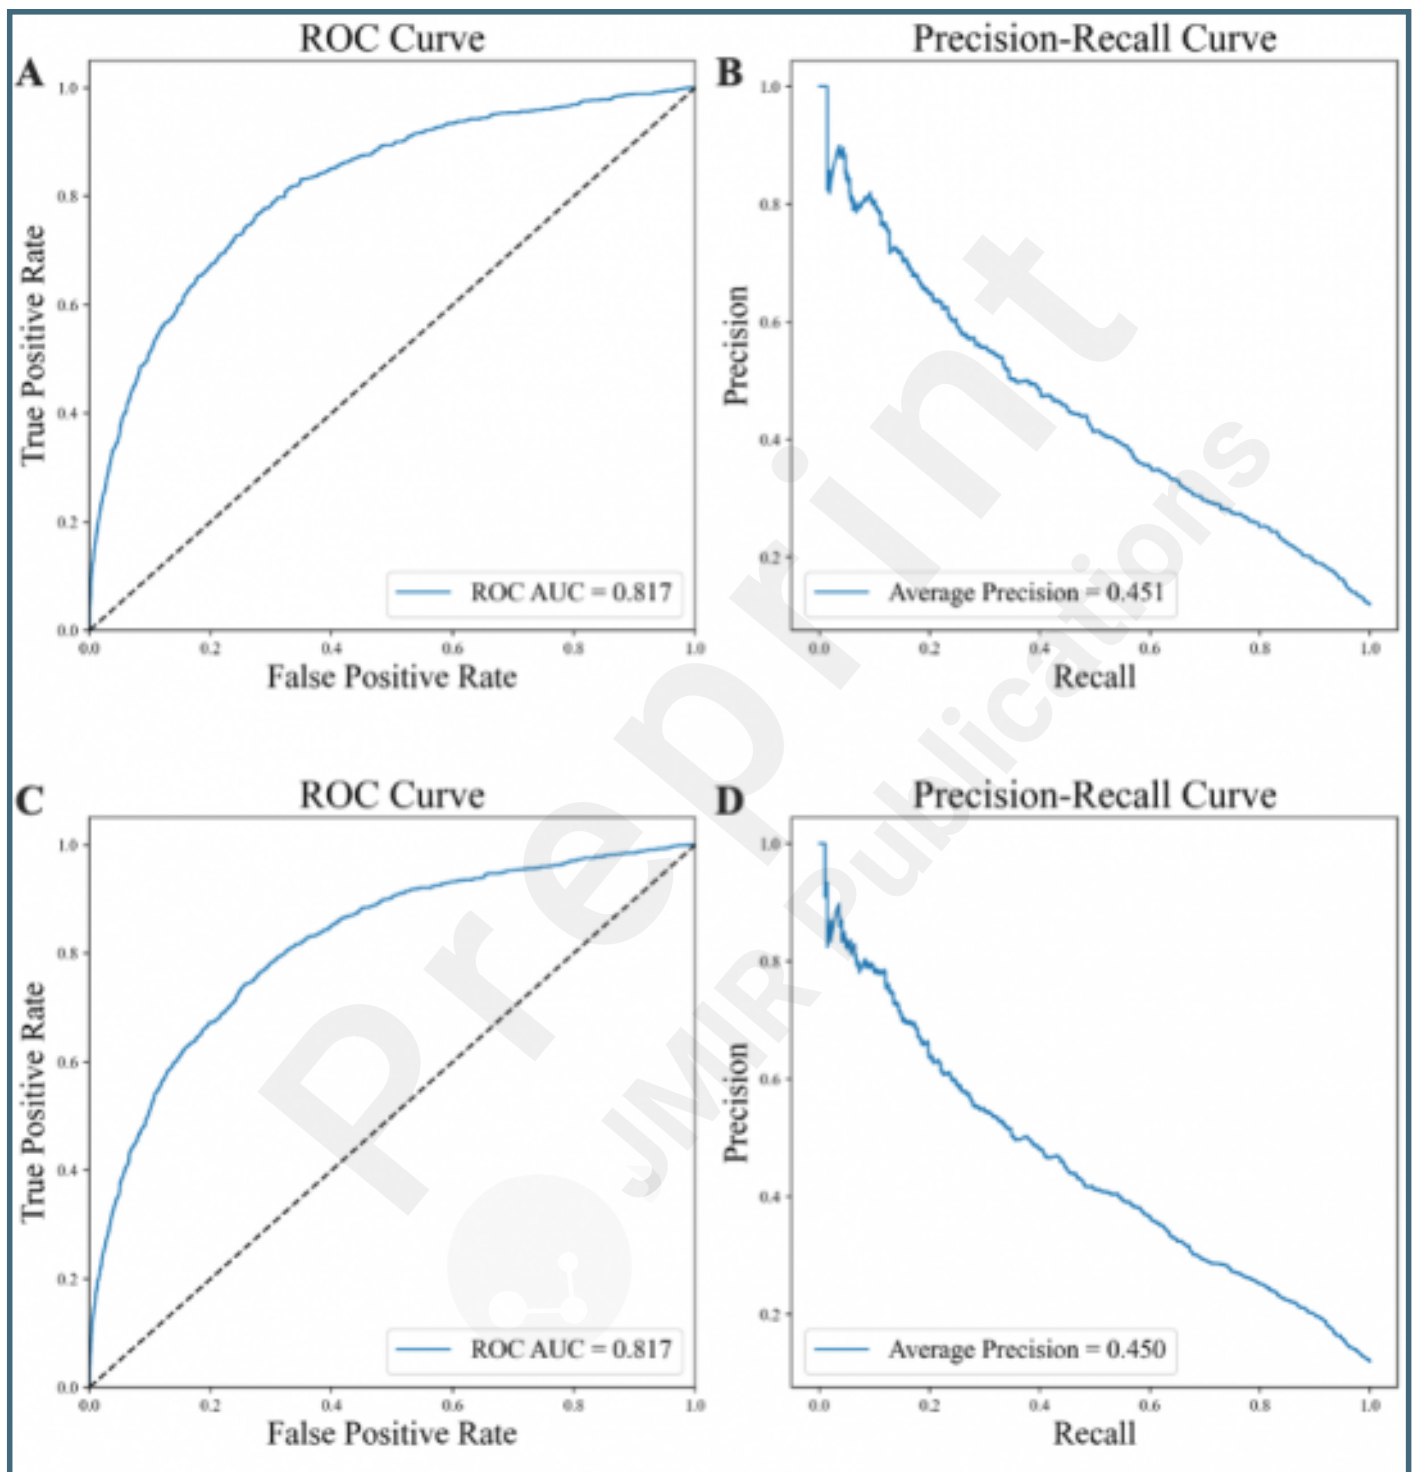 A
ROC Curve
1.0
0.8
0.6
0.4
0.2
0.0
True Positive Rate
ROC AUC = 0.817
0.0 0.2 0.4 0.6 0.8 1.0
False Positive Rate
B
Precision-Recall Curve
1.0
0.8
0.6
0.4
0.2
Precision
Average Precision = 0.451
0.0 0.2 0.4 0.6 0.8 1.0
Recall
C
ROC Curve
1.0
0.8
0.6
0.4
0.2
0.0
True Positive Rate
ROC AUC = 0.817
0.0 0.2 0.4 0.6 0.8 1.0
False Positive Rate
D
Precision-Recall Curve
1.0
0.8
0.6
0.4
0.2
Precision
Average Precision = 0.450
0.0 0.2 0.4 0.6 0.8 1.0
Recall
Preprint
JMIR Publications